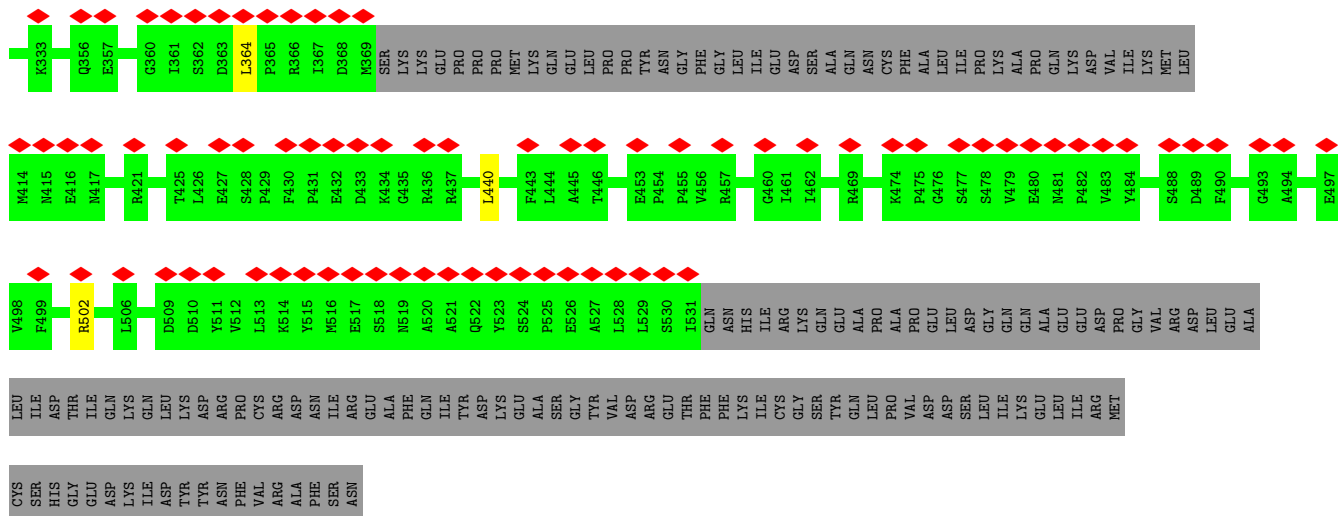 K333 Q356 E357 G360 I361 S362 D363 L364 P365 R366 I367 D368 M369 SER LYS LYS GLU PRO PRO PRO MET LYS GLN GLU LEU PRO PRO TYR ASN GLY PHE GLY LEU ILE GLU ASP SER ALA GLN ASN CYS PHE ALA LEU ILE PRO LYS ALA PRO GLN LYS ASP VAL ILE LYS MET LEU
M414 N415 E416 N417 R421 T425 L426 E427 S428 P429 F430 P431 E432 D433 K434 G435 R436 R437 L440 F443 L444 A445 T446 E453 P454 P455 V456 R457 G460 I461 I462 R469 K474 P475 G476 S477 S478 V479 E480 N481 P482 V483 Y484 S488 D489 F490 G493 A494 E497
V498 F499 R502 L506 D509 D510 Y511 V512 L513 K514 Y515 M516 E517 S518 N519 A520 A521 Q522 Y523 S524 P525 E526 A527 L528 L529 S530 I531 GLN ASN HIS ILE ARG LYS GLN GLU ALA PRO ALA PRO GLU LEU ASP GLY GLN GLN ALA GLU GLU ASP PRO GLY VAL ARG ASP LEU GLU ALA
LEU ILE ASP THR ILE GLN LYS GLN LEU LYS ASP ARG PRO CYS ARG ASP ASN ILE ARG GLU ALA PHE GLN ILE TYR ASP LYS GLU ALA SER GLY TYR VAL ASP ARG GLU THR PHE PHE LYS ILE CYS GLY SER TYR GLN LEU PRO VAL ASP ASP SER LEU ILE LYS GLU LEU ILE ARG MET
CYS SER HIS GLY GLU ASP LYS ILE ASP TYR TYR ASN PHE VAL ARG ALA PHE SER ASN